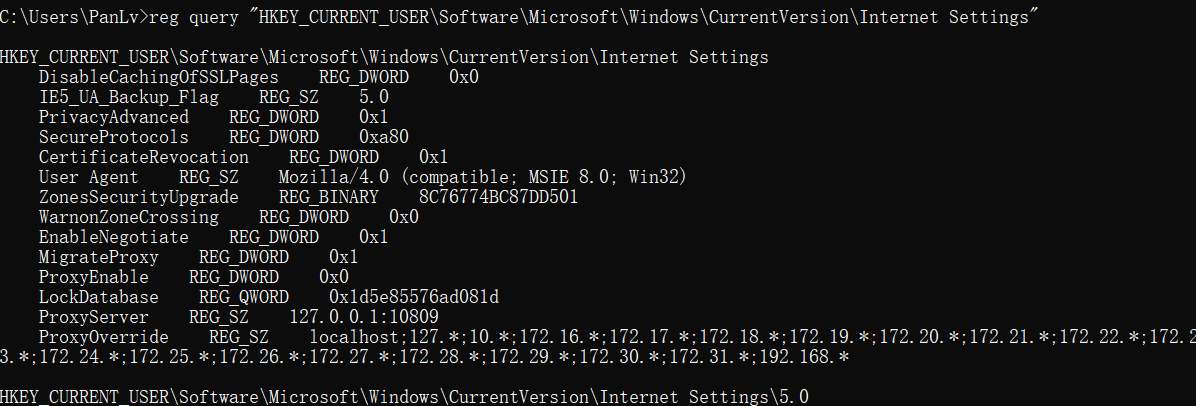 C:\Users\PanLv>reg query "HKEY_CURRENT_USER\Software\Microsoft\Windows\CurrentVersion\Internet Settings"
HKEY_CURRENT_USER\Software\Microsoft\Windows\CurrentVersion\Internet Settings
DisableCachingOfSSLPages    REG_DWORD    0x0
IE5_UA_Backup_Flag    REG_SZ    5.0
PrivacyAdvanced    REG_DWORD    0x1
SecureProtocols    REG_DWORD    0xa80
CertificateRevocation    REG_DWORD    0x1
User Agent    REG_SZ    Mozilla/4.0 (compatible; MSIE 8.0; Win32)
ZonesSecurityUpgrade    REG_BINARY    8C76774BC87DD501
WarnonZoneCrossing    REG_DWORD    0x0
EnableNegotiate    REG_DWORD    0x1
MigrateProxy    REG_DWORD    0x1
ProxyEnable    REG_DWORD    0x0
LockDatabase    REG_QWORD    0x1d5e85576ad081d
ProxyServer    REG_SZ    127.0.0.1:10809
ProxyOverride    REG_SZ    localhost;127.*;10.*;172.16.*;172.17.*;172.18.*;172.19.*;172.20.*;172.21.*;172.22.*;172.2
3.*;172.24.*;172.25.*;172.26.*;172.27.*;172.28.*;172.29.*;172.30.*;172.31.*;192.168.*
HKEY_CURRENT_USER\Software\Microsoft\Windows\CurrentVersion\Internet Settings\5.0